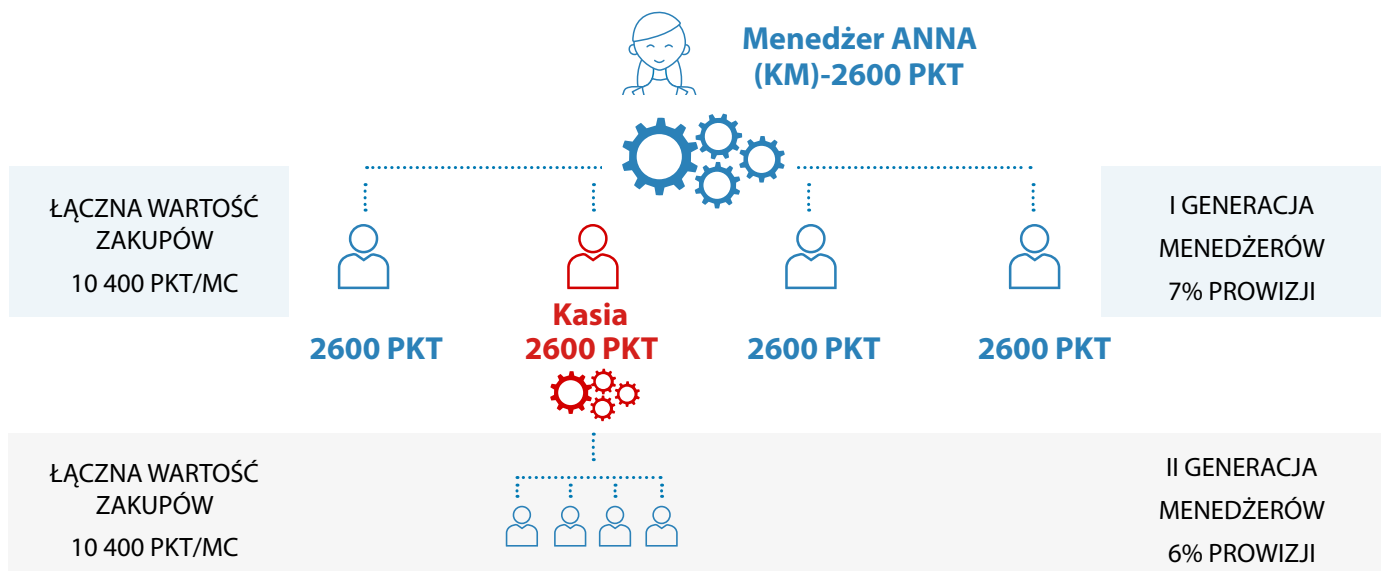 Menedżer ANNA
(KM)-2600 PKT
ŁĄCZNA WARTOŚĆ
ZAKUPÓW
10 400 PKT/MC
I GENERACJA
MENEDŻERÓW
7% PROWIZJI
Kasia
2600 PKT
2600 PKT
2600 PKT
2600 PKT
ŁĄCZNA WARTOŚĆ
ZAKUPÓW
10 400 PKT/MC
II GENERACJA
MENEDŻERÓW
6% PROWIZJI